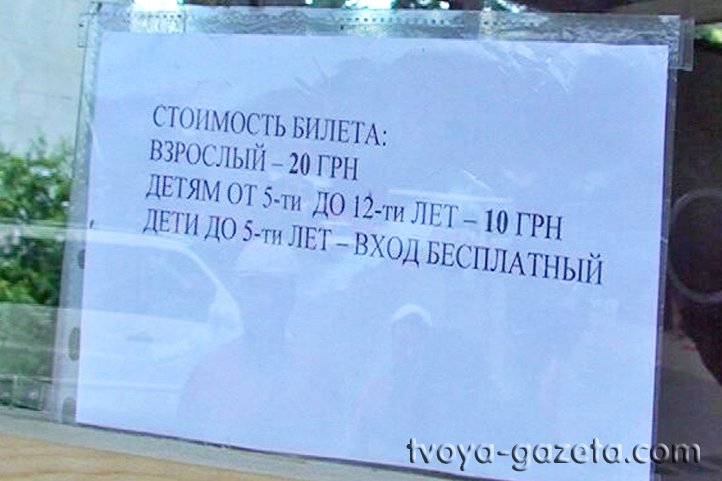 СТОИМОСТЬ БИЛЕТА:
ВЗРОСЛЫЙ – 20 ГРН
ДЕТЯМ ОТ 5-ти ДО 12-ти ЛЕТ – 10 ГРН
ДЕТИ ДО 5-ти ЛЕТ – ВХОД БЕСПЛАТНЫЙ
tvoya-gazeta.com